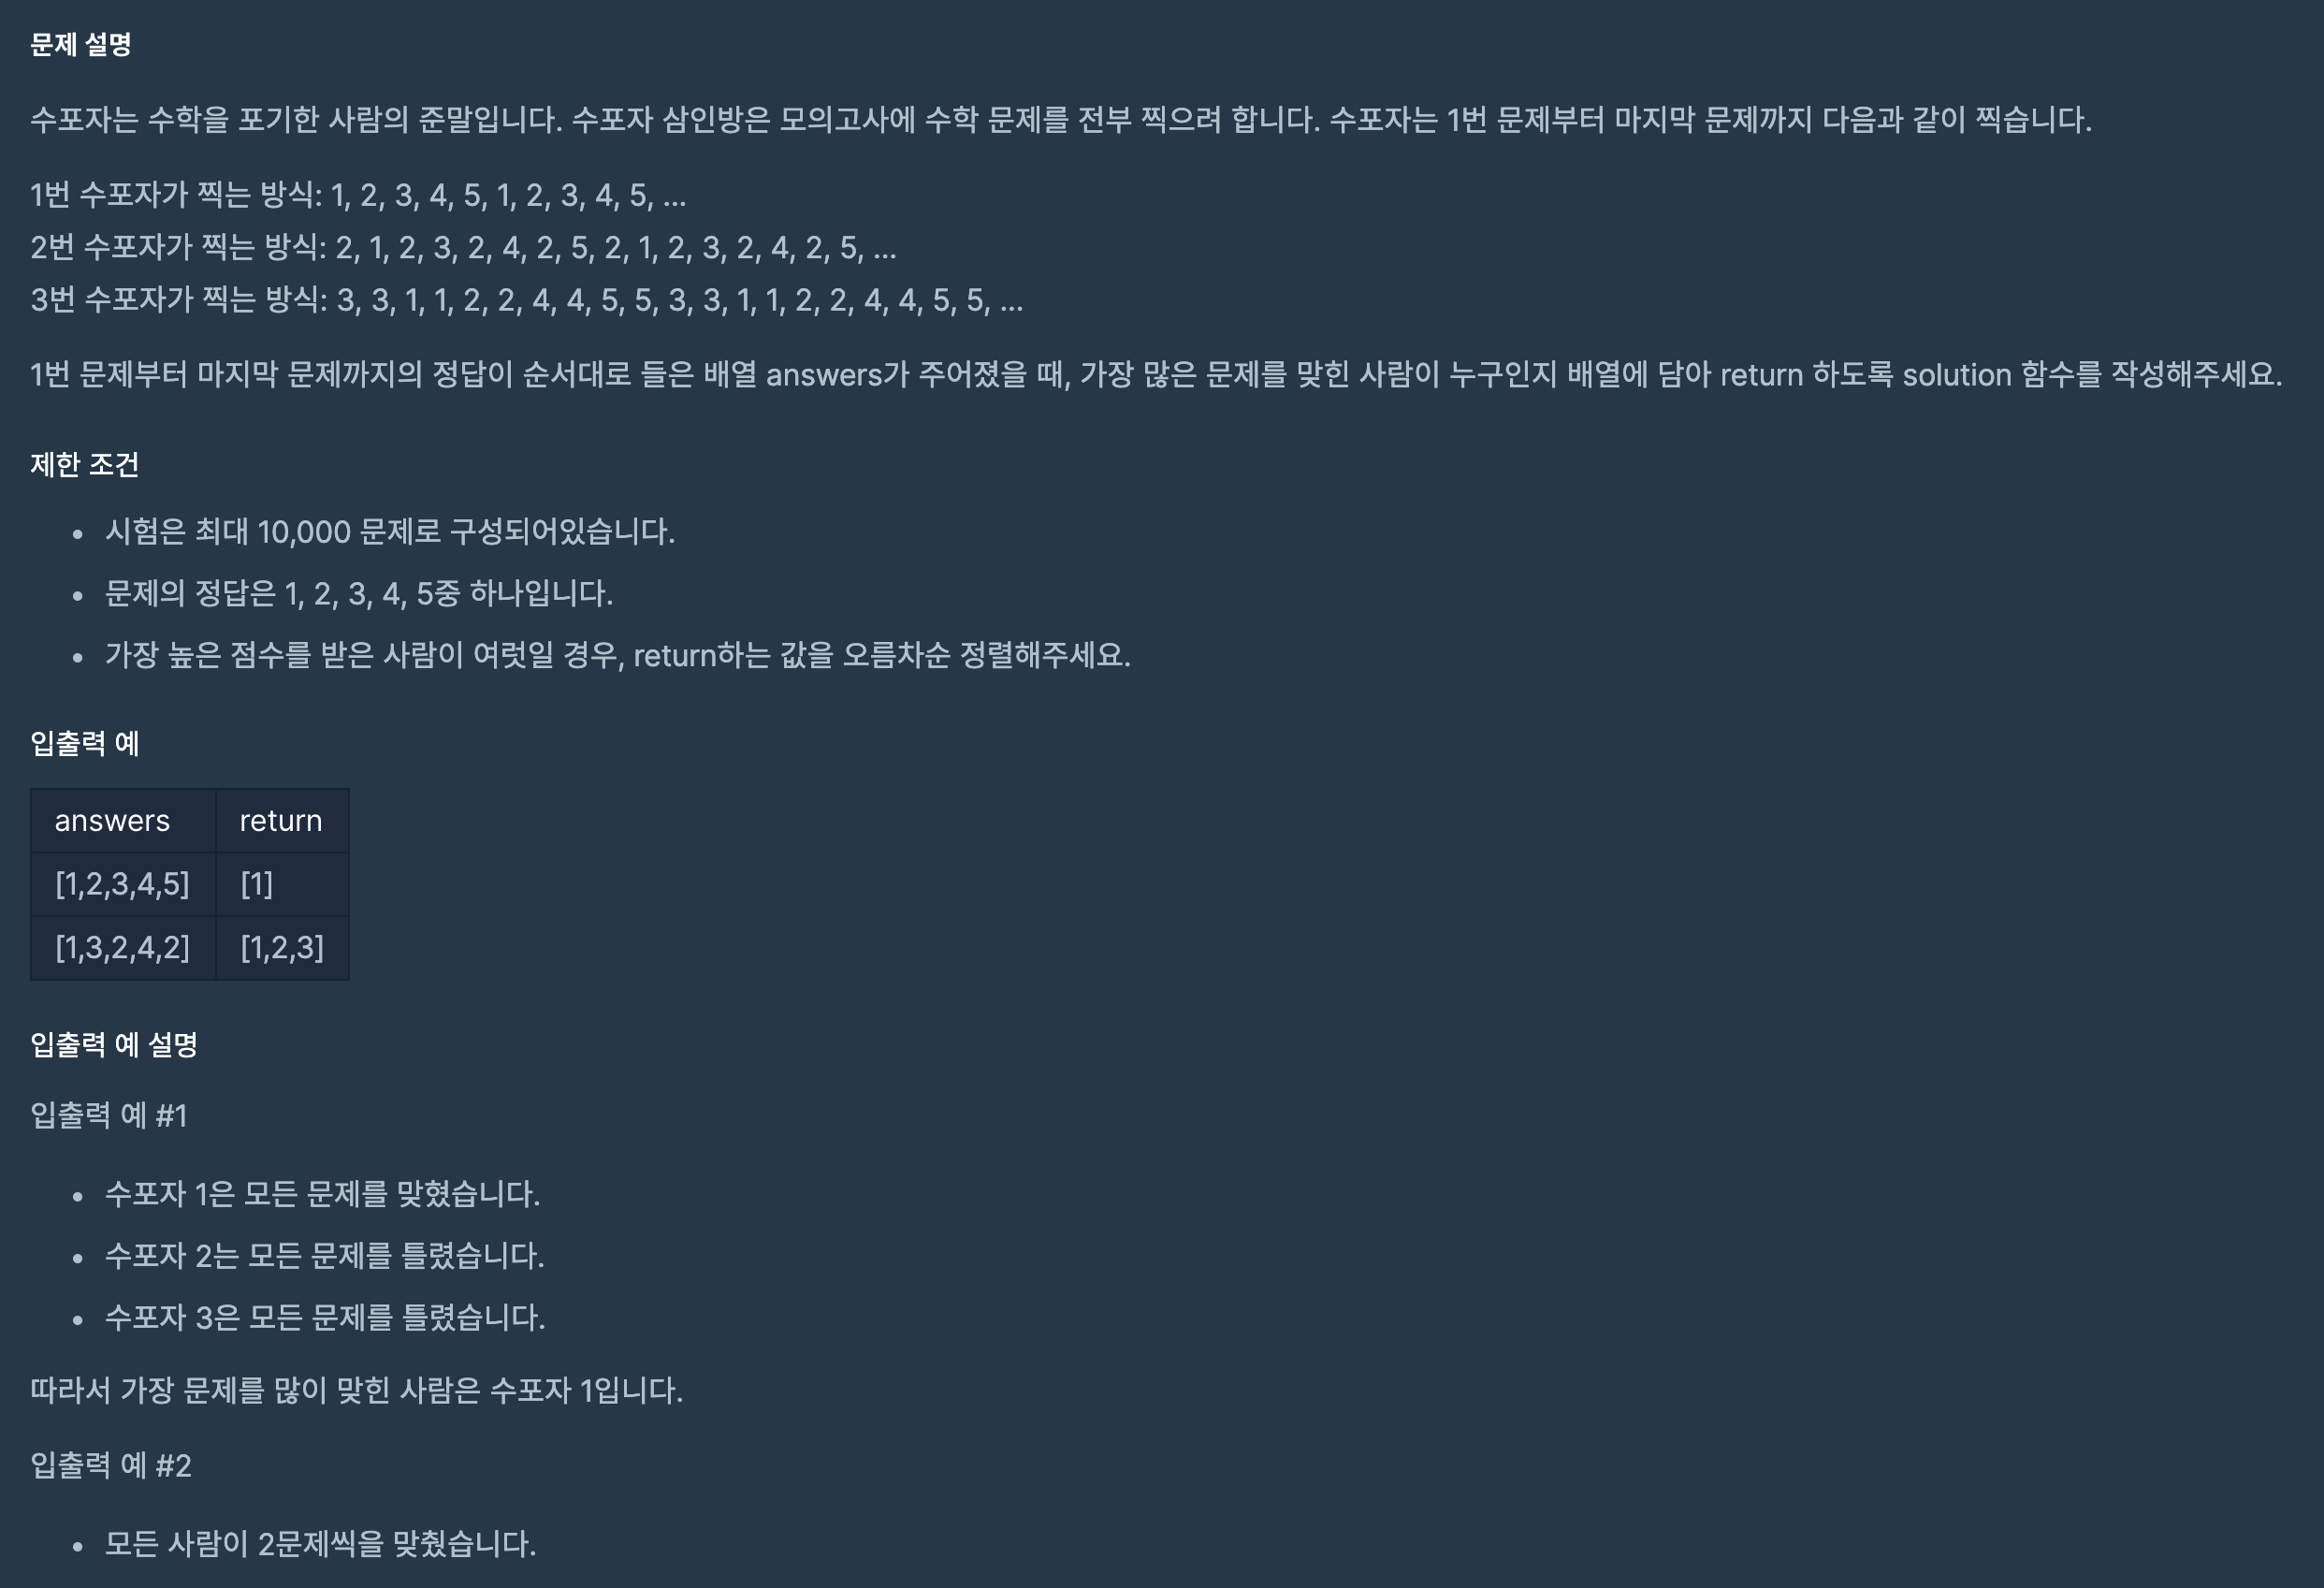 문제 설명
수포자는 수학을 포기한 사람의 준말입니다. 수포자 삼인방은 모의고사에 수학 문제를 전부 찍으려 합니다. 수포자는 1번 문제부터 마지막 문제까지 다음과 같이 찍습니다.
1번 수포자가 찍는 방식: 1, 2, 3, 4, 5, 1, 2, 3, 4, 5, ...
2번 수포자가 찍는 방식: 2, 1, 2, 3, 2, 4, 2, 5, 2, 1, 2, 3, 2, 4, 2, 5, ...
3번 수포자가 찍는 방식: 3, 3, 1, 1, 2, 2, 4, 4, 5, 5, 3, 3, 1, 1, 2, 2, 4, 4, 5, 5, ...
1번 문제부터 마지막 문제까지의 정답이 순서대로 들은 배열 answers가 주어졌을 때, 가장 많은 문제를 맞힌 사람이 누구인지 배열에 담아 return 하도록 solution 함수를 작성해주세요.
제한 조건
• 시험은 최대 10,000 문제로 구성되어있습니다.
• 문제의 정답은 1, 2, 3, 4, 5중 하나입니다.
• 가장 높은 점수를 받은 사람이 여럿일 경우, return하는 값을 오름차순 정렬해주세요.
입출력 예
answers return
[1,2,3,4,5] [1]
[1,3,2,4,2] [1,2,3]
입출력 예 설명
입출력 예 #1
• 수포자 1은 모든 문제를 맞혔습니다.
• 수포자 2는 모든 문제를 틀렸습니다.
• 수포자 3은 모든 문제를 틀렸습니다.
따라서 가장 문제를 많이 맞힌 사람은 수포자 1입니다.
입출력 예 #2
• 모든 사람이 2문제씩을 맞췄습니다.